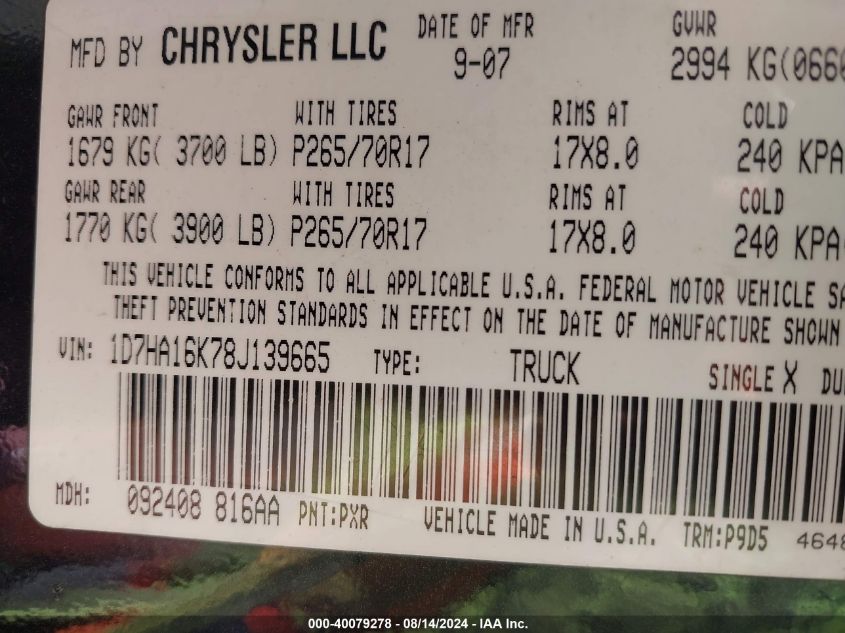 MFD BY CHRYSLER LLC DATE OF MFR GVWR
9-07 2994 KG(0660
GAWR FRONT WITH TIRES RIMS AT COLD
1679 KG( 3700 LB) P265/70R17 17X8.0 240 KPA
GAWR REAR WITH TIRES RIMS AT COLD
1770 KG( 3900 LB) P265/70R17 17X8.0 240 KPA
THIS VEHICLE CONFORMS TO ALL APPLICABLE U.S.A. FEDERAL MOTOR VEHICLE SA
THEFT PREVENTION STANDARDS IN EFFECT ON THE DATE OF MANUFACTURE SHOWN
VIN: 1D7HA16K78J139665 TYPE: TRUCK SINGLE X DU
MDH: 092408 816AA PNT:PXR VEHICLE MADE IN U.S.A. TRM:P9D5 4648
000-40079278 - 08/14/2024 - IAA Inc.